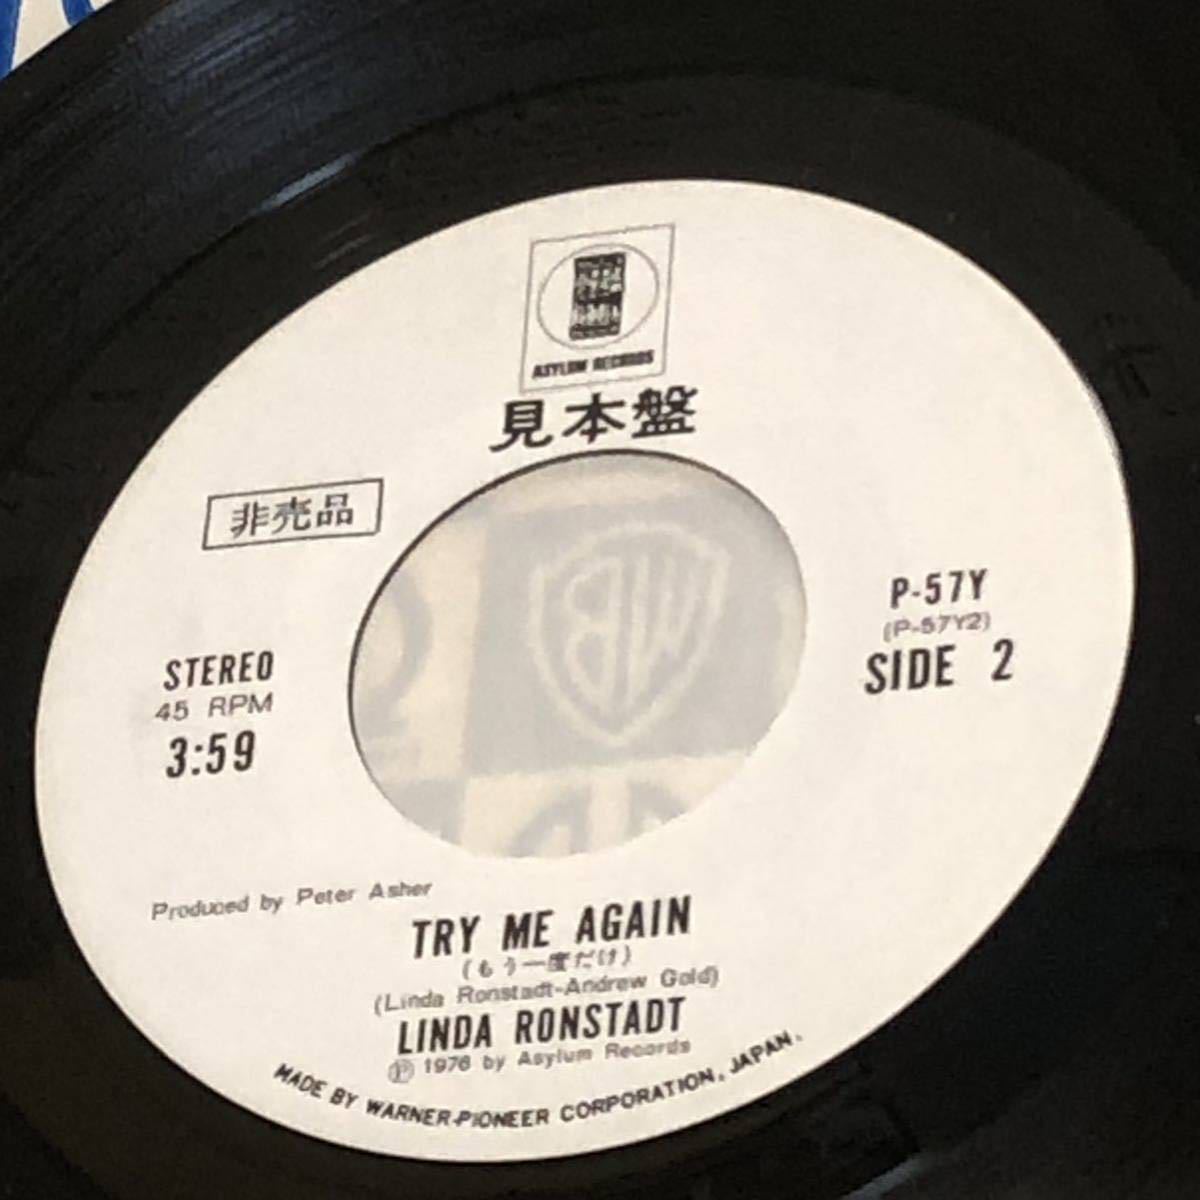 ASYLUM RECORDS
見本盤
非売品
P-57Y
(P-57Y2)
SIDE 2
STEREO
45 RPM
3:59
Produced by Peter Asher
TRY ME AGAIN
(もう一度だけ)
(Linda Ronstadt-Andrew Gold)
LINDA RONSTADT
Ⓟ 1976 by Asylum Records
MADE BY WARNER-PIONEER CORPORATION, JAPAN.